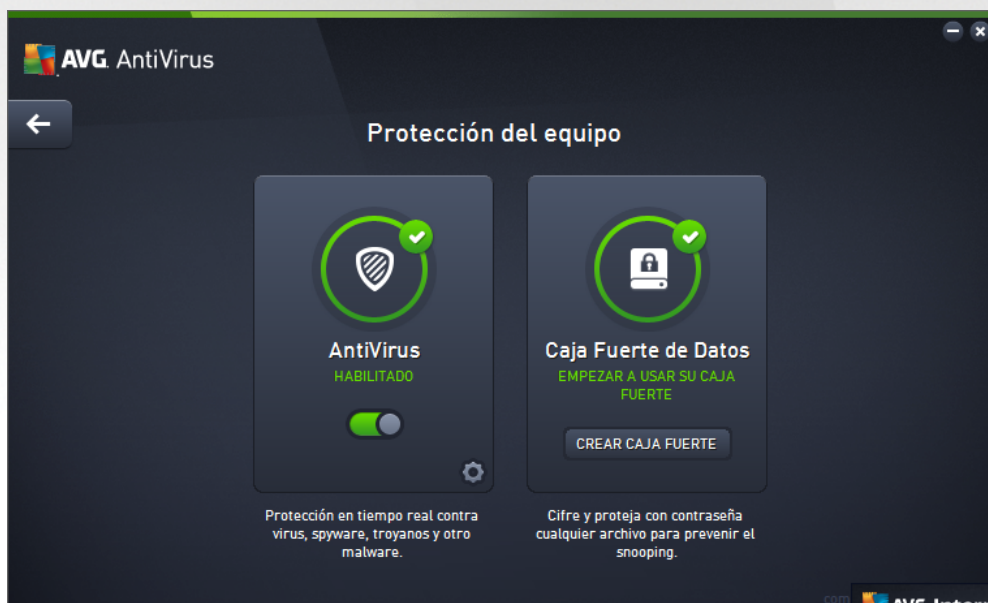 AVG. AntiVirus
Protección del equipo
AntiVirus
HABILITADO
Protección en tiempo real contra
virus, spyware, troyanos y otro
malware.
Caja Fuerte de Datos
EMPEZAR A USAR SU CAJA
FUERTE
CREAR CAJA FUERTE
Cifre y proteja con contraseña
cualquier archivo para prevenir el
snooping.
com
AVG